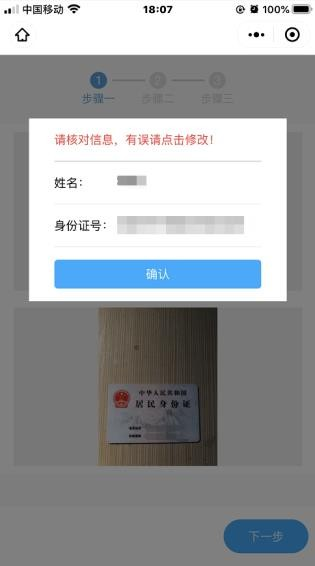 中国移动
18:07
100%
1
2
3
步骤一
步骤二
步骤三
请核对信息，有误请点击修改！
姓名：
身份证号：
确认
中华人民共和国
居民身份证
下一步